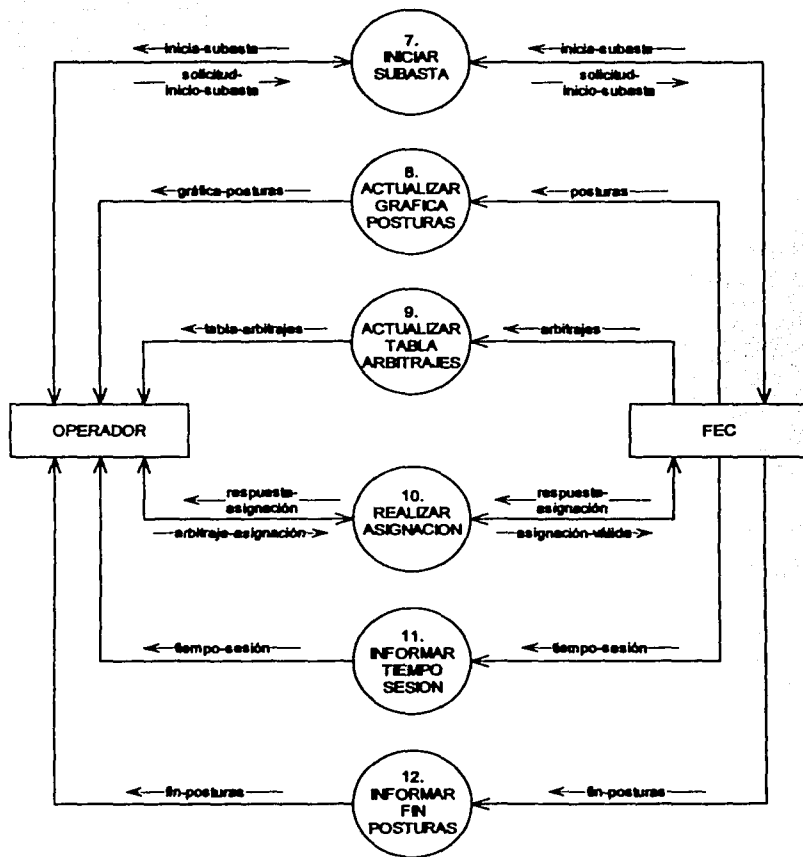 7.
INICIAR
SUBASTA
inicia-subasta
solicitud-
inicio-subasta
inicia-subasta
solicitud-
inicio-subasta
8.
ACTUALIZAR
GRAFICA
POSTURAS
gráfica-posturas
posturas
9.
ACTUALIZAR
TABLA
ARBITRAJES
tabla-arbitrajes
arbitrajes
OPERADOR
FEC
10.
REALIZAR
ASIGNACION
respuesta-
asignación
arbitraje-asignación
respuesta-
asignación
asignación-válida
11.
INFORMAR
TIEMPO
SESION
tiempo-sesión
tiempo-sesión
12.
INFORMAR
FIN
POSTURAS
fin-posturas
fin-posturas